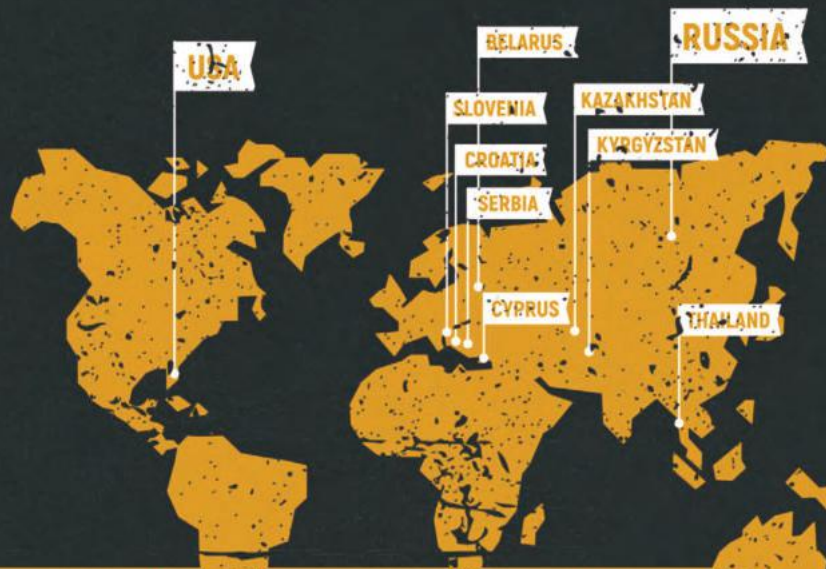 USA
BELARUS
RUSSIA
SLOVENIA
KAZAKHSTAN
CROATIA
KYRGYZSTAN
SERBIA
CYPRUS
THAILAND